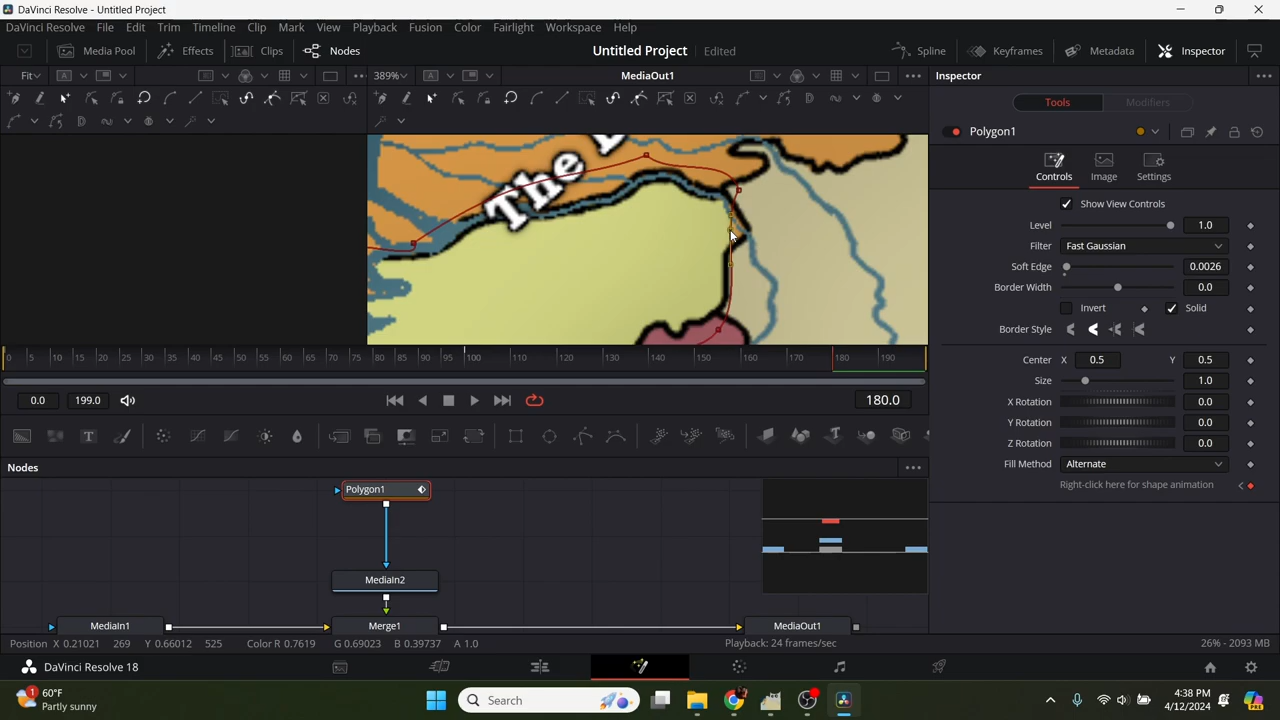 DaVinci Resolve - Untitled Project
DaVinci Resolve File Edit Trim Timeline Clip Mark View Playback Fusion Color Fairlight Workspace Help
Media Pool Effects Clips Nodes Untitled Project Edited Spline Keyframes Metadata Inspector
Fit 389% MediaOut1 Inspector
Tools Modifiers
Polygon1
The
Controls Image Settings
Show View Controls
Level 1.0
Filter Fast Gaussian
Soft Edge 0.0026
Border Width 0.0
Invert Solid
Border Style
Center X 0.5 Y 0.5
Size 1.0
X Rotation 0.0
Y Rotation 0.0
Z Rotation 0.0
Fill Method Alternate
Right-click here for shape animation
0 5 10 15 20 25 30 35 40 45 50 55 60 65 70 75 80 85 90 95 100 110 120 130 140 150 160 170 180 190
0.0 199.0 180.0
Nodes
Polygon1
MediaIn2
MediaIn1 Merge1 MediaOut1
Position X 0.21021 269 Y 0.66012 525 Color R 0.7619 G 0.69023 B 0.39737 A 1.0 Playback: 24 frames/sec 26% - 2093 MB
DaVinci Resolve 18
1 60°F
Partly sunny
Search
4:38 PM
4/12/2024